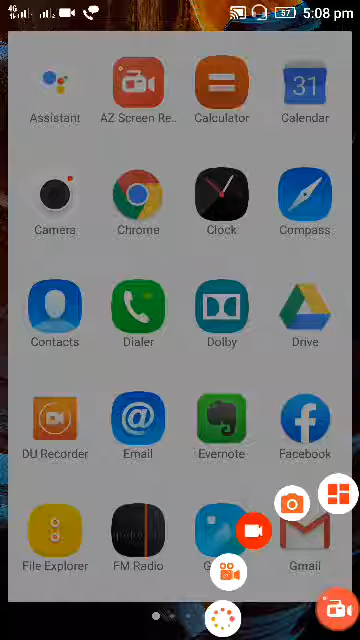 4G 57 5:08 pm
Assistant AZ Screen Re.. Calculator Calendar
31
Camera Chrome Clock Compass
Contacts Dialer Dolby Drive
DU Recorder Email Evernote Facebook
File Explorer FM Radio G Gmail